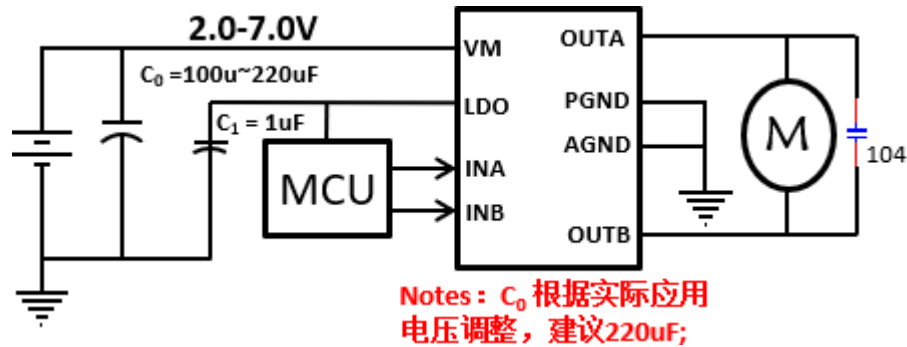 2.0-7.0V
VM
OUTA
C₀ =100u~220uF
LDO
PGND
C₁ = 1uF
AGND
M
104
MCU
INA
INB
OUTB
Notes：C₀ 根据实际应用
电压调整，建议220uF;